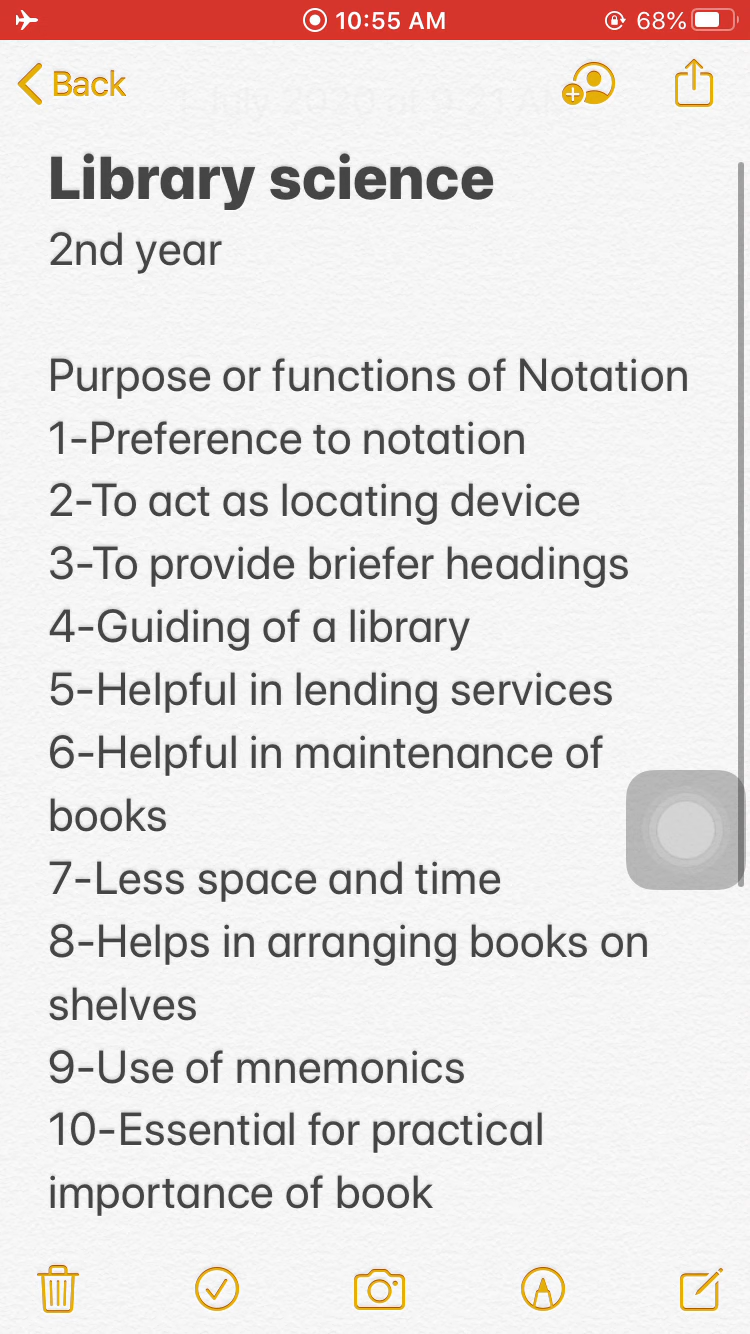 10:55 AM
68%
Back
Library science
2nd year
Purpose or functions of Notation
1-Preference to notation
2-To act as locating device
3-To provide briefer headings
4-Guiding of a library
5-Helpful in lending services
6-Helpful in maintenance of
books
7-Less space and time
8-Helps in arranging books on
shelves
9-Use of mnemonics
10-Essential for practical
importance of book